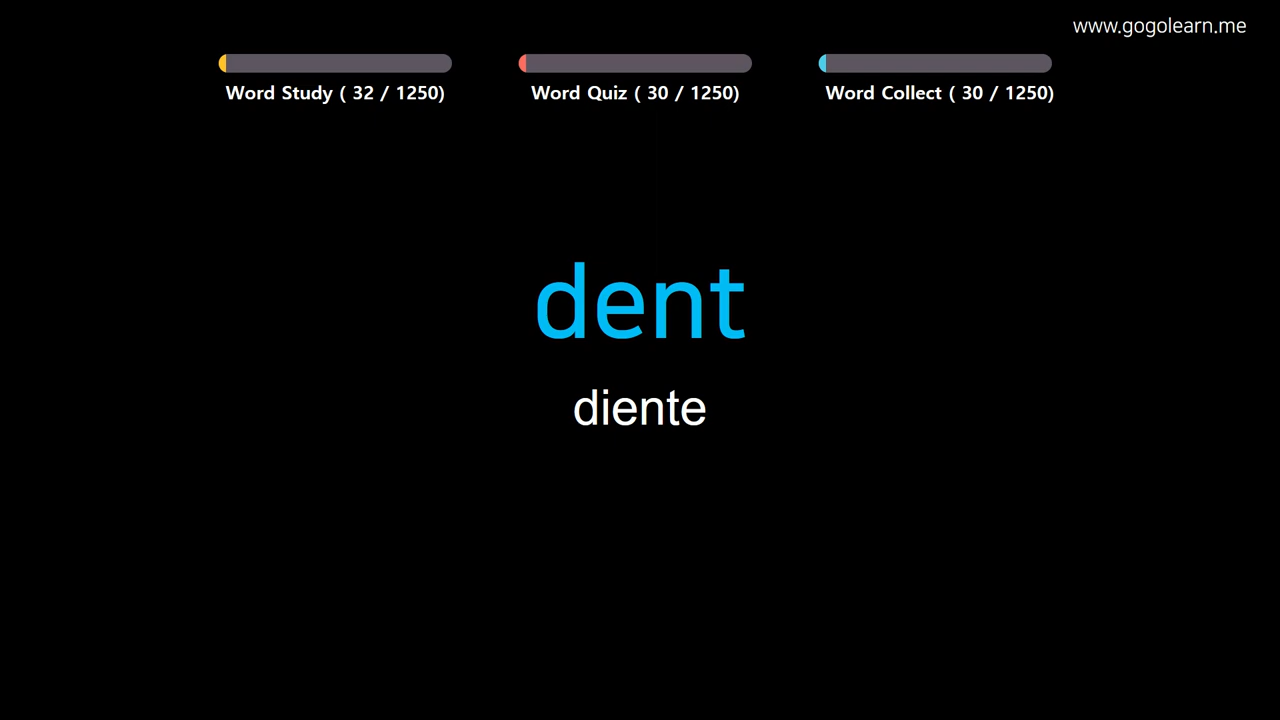 www.gogolearn.me
Word Study ( 32 / 1250)
Word Quiz ( 30 / 1250)
Word Collect ( 30 / 1250)
dent
diente